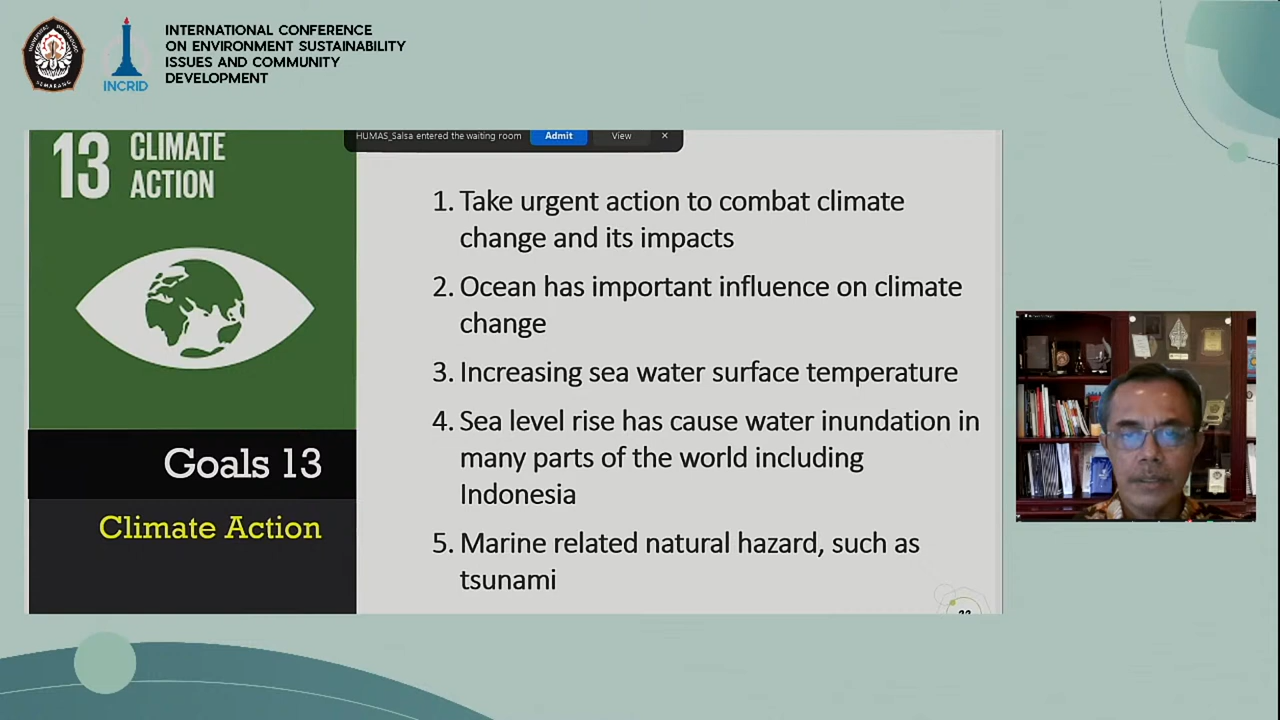 INTERNATIONAL CONFERENCE
ON ENVIRONMENT SUSTAINABILITY
ISSUES AND COMMUNITY
DEVELOPMENT
INCRID
SEMARANG
HUMAS_Salsa entered the waiting room Admit View ×
13 CLIMATE
ACTION
1. Take urgent action to combat climate
change and its impacts
2. Ocean has important influence on climate
change
3. Increasing sea water surface temperature
4. Sea level rise has cause water inundation in
many parts of the world including
Indonesia
5. Marine related natural hazard, such as
tsunami
Goals 13
Climate Action